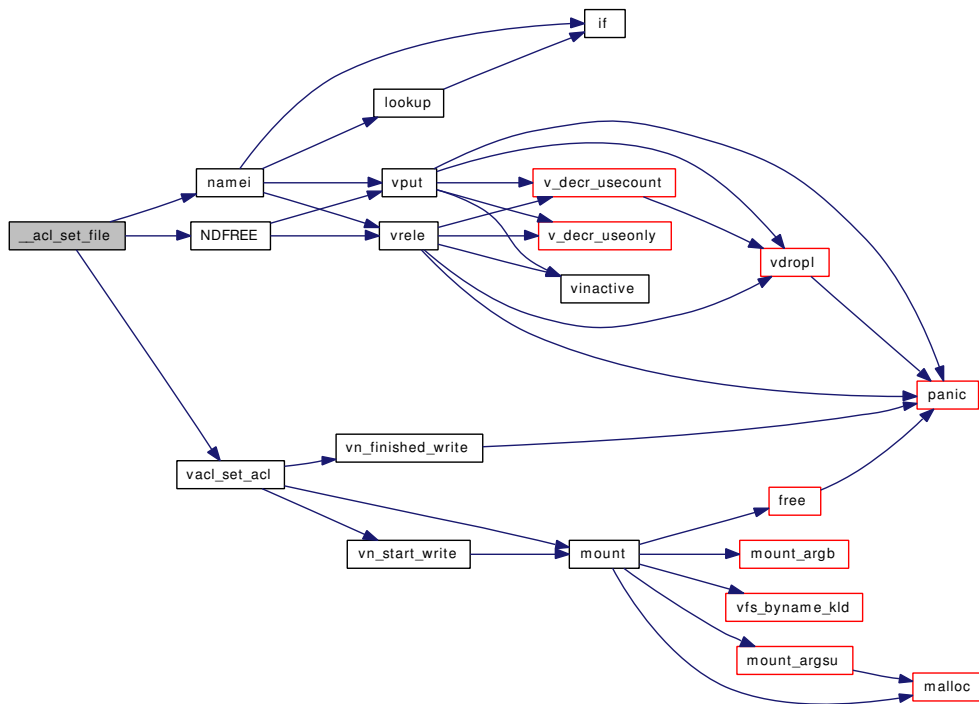 if
lookup
namei
vput
v_decr_usecount
__acl_set_file
NDFREE
vrele
v_decr_useonly
vdropl
vinactive
panic
vn_finished_write
vacl_set_acl
free
vn_start_write
mount
mount_argb
vfs_byname_kld
mount_argsu
malloc